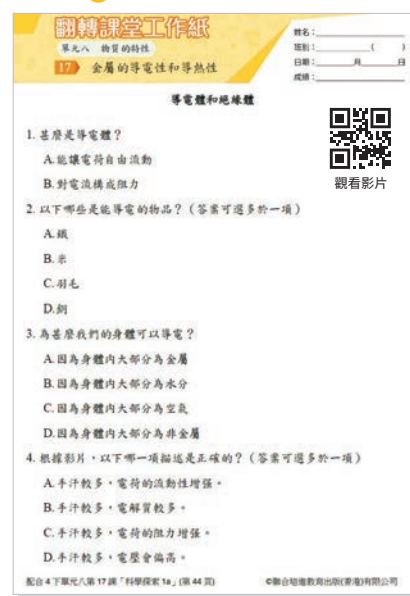 翻轉課堂工作紙
單元八 物質的特性
17 金屬的導電性和導熱性
姓名：
班別： ( )
日期： 月 日
成績：
導電體和絕緣體
觀看影片
1. 甚麼是導電體？
A.能讓電荷自由流動
B.對電流構成阻力
2. 以下哪些是能導電的物品？（答案可選多於一項）
A.鐵
B.米
C.羽毛
D.銅
3. 為甚麼我們的身體可以導電？
A.因為身體內大部分為金屬
B.因為身體內大部分為水分
C.因為身體內大部分為空氣
D.因為身體內大部分為非金屬
4. 根據影片，以下哪一項描述是正確的？（答案可選多於一項）
A.手汗較多，電荷的流動性增強。
B.手汗較多，電解質較多。
C.手汗較多，電荷的阻力增強。
D.手汗較多，電壓會偏高。
配合 4 下單元八第 17 課「科學探索 1a」(第 44 頁)
©聯合培進教育出版(香港)有限公司